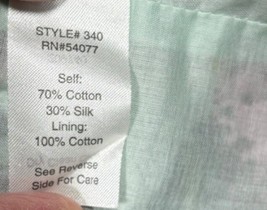 STYLE# 340
RN#54077
Self:
70% Cotton
30% Silk
Lining:
100% Cotton
See Reverse
Side For Care